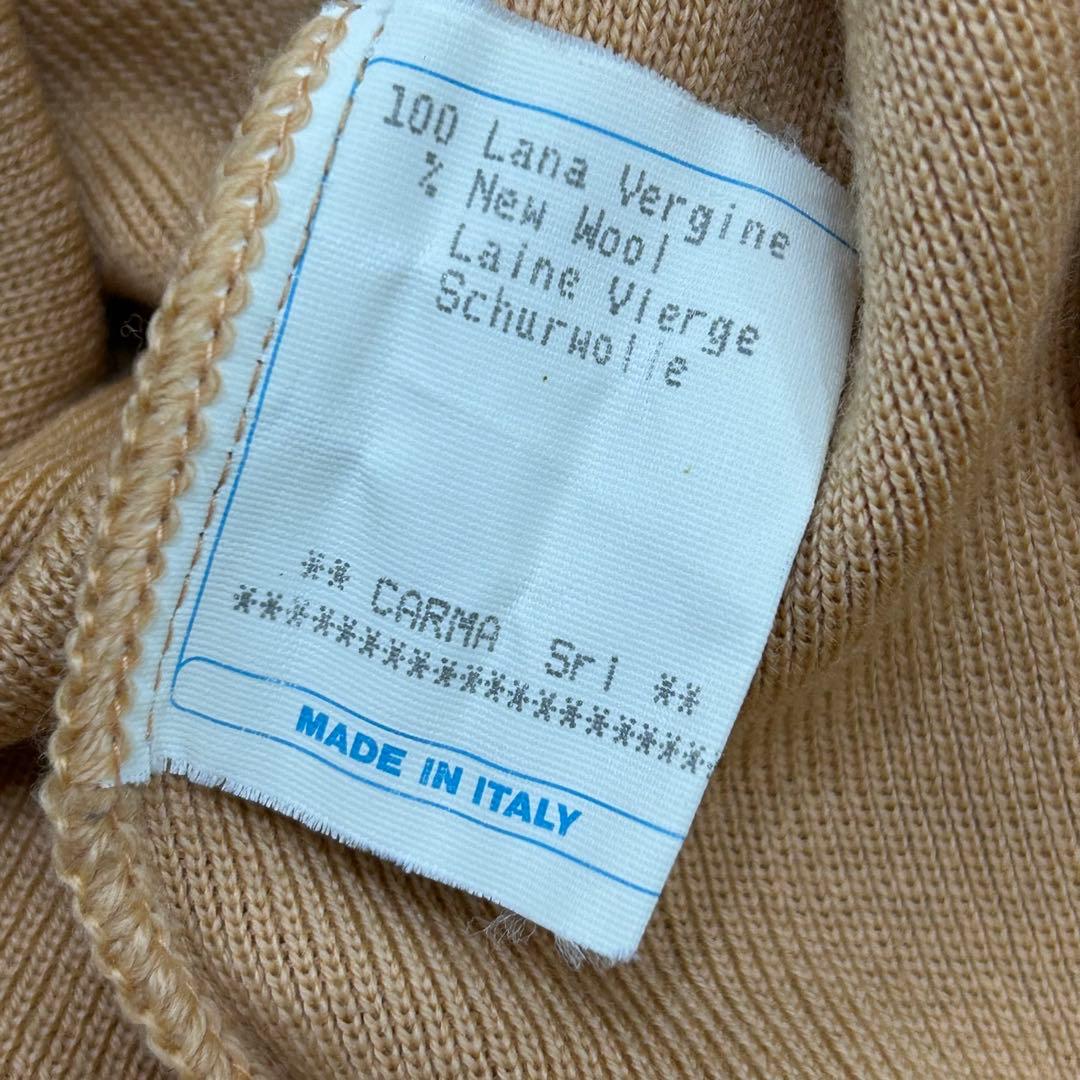 100 Lana Vergine
% New Wool
Laine Vierge
Schurwolle
** CARMA Srl **
********************
MADE IN ITALY